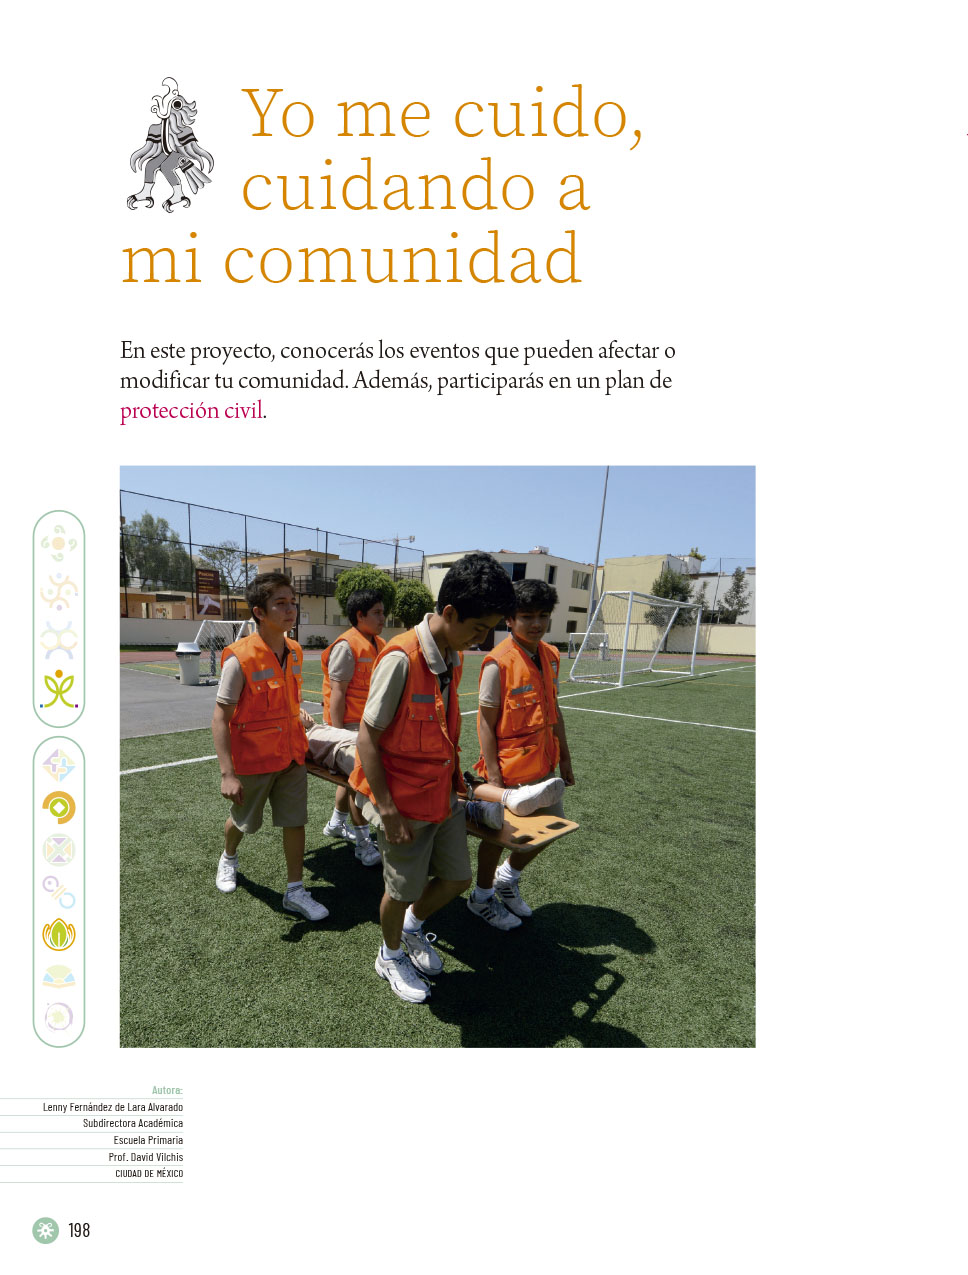 Yo me cuido,
cuidando a
mi comunidad
En este proyecto, conocerás los eventos que pueden afectar o
modificar tu comunidad. Además, participarás en un plan de
protección civil.
Autora:
Lenny Fernández de Lara Alvarado
Subdirectora Académica
Escuela Primaria
Prof. David Vilchis
CIUDAD DE MÉXICO
198